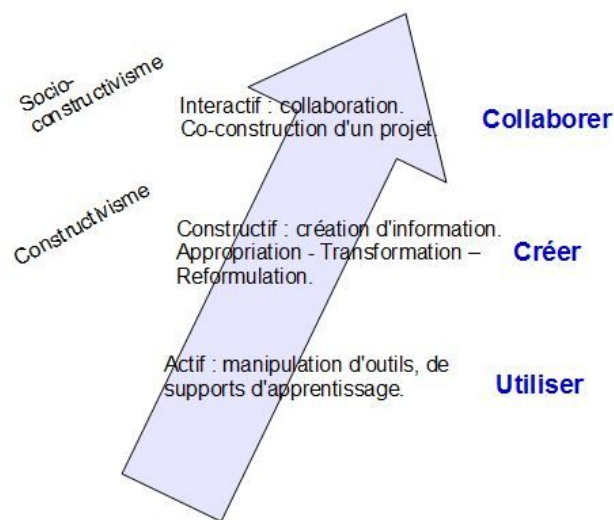 Socio-
constructivisme
Interactif : collaboration.
Co-construction d'un projet.
Collaborer
Constructivisme
Constructif : création d'information.
Appropriation - Transformation –
Reformulation.
Créer
Actif : manipulation d'outils, de
supports d'apprentissage.
Utiliser